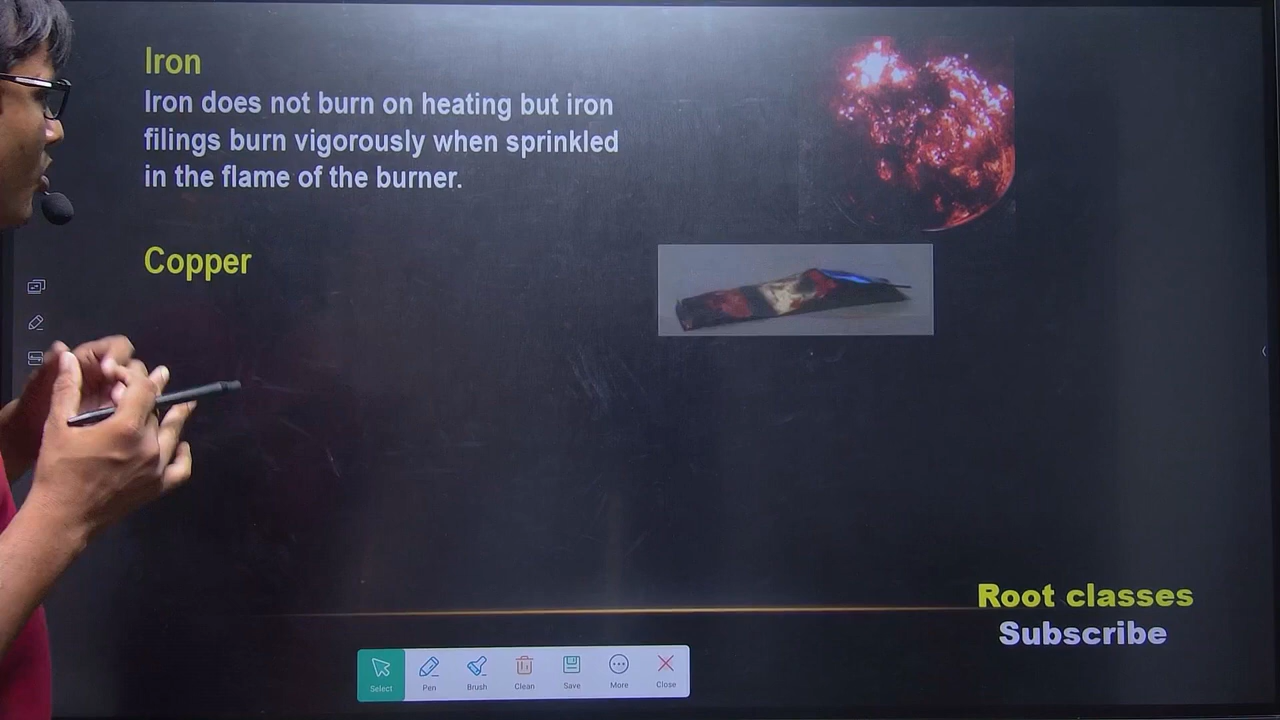 Iron
Iron does not burn on heating but iron
filings burn vigorously when sprinkled
in the flame of the burner.
Copper
Root classes
Subscribe
Select Pen Brush Clean Save More Close